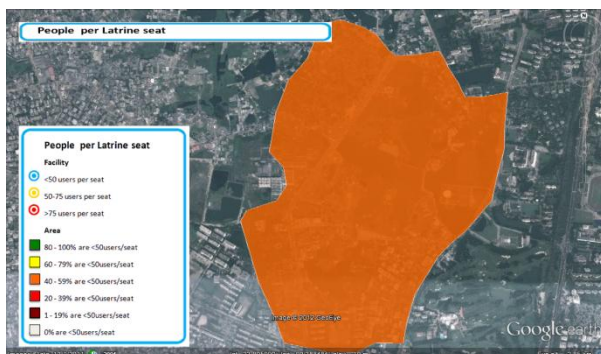 People per Latrine seat
People per Latrine seat
Facility
<50 users per seat
50-75 users per seat
>75 users per seat
Area
80 - 100% are <50users/seat
60 - 79% are <50users/seat
40 - 59% are <50users/seat
20 - 39% are <50users/seat
1 - 19% are <50users/seat
0% are <50users/seat
Image © 2012 GeoEye
Google earth